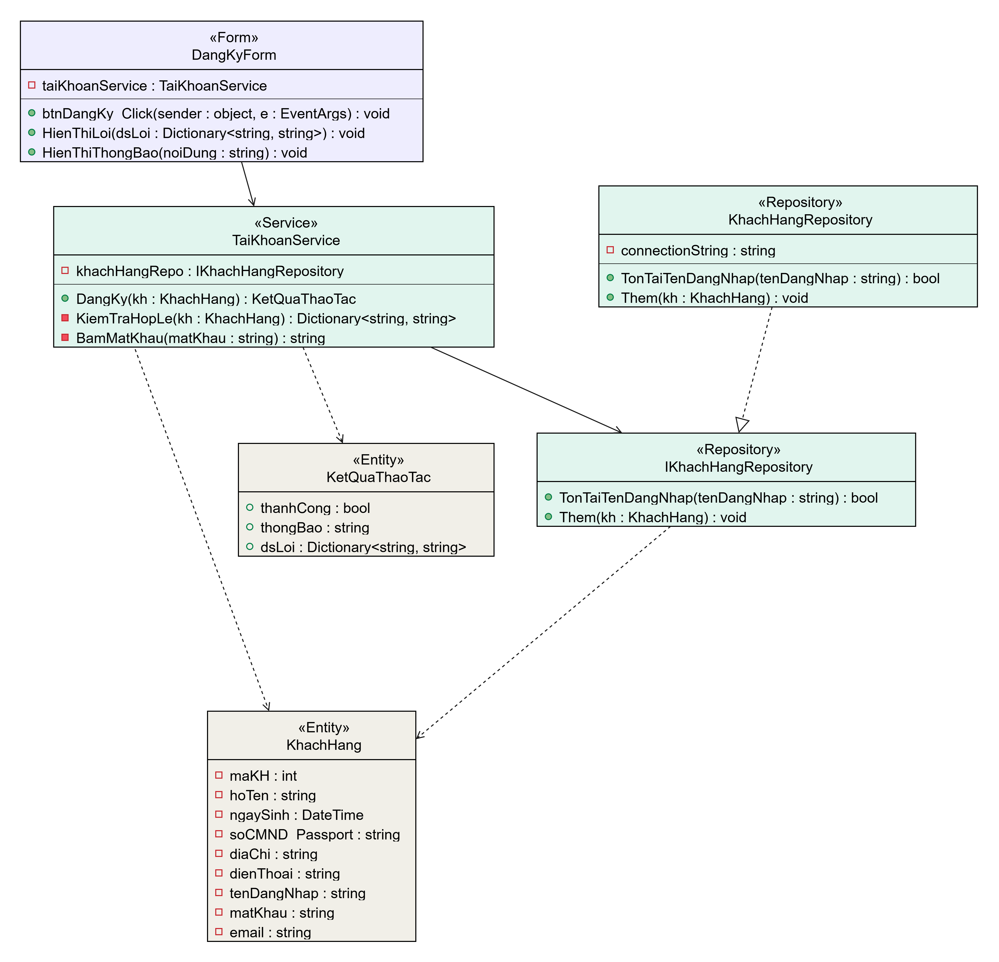 «Form»
DangKyForm
taiKhoanService : TaiKhoanService
btnDangKy_Click(sender : object, e : EventArgs) : void
HienThiLoi(dsLoi : Dictionary<string, string>) : void
HienThiThongBao(noiDung : string) : void
«Service»
TaiKhoanService
khachHangRepo : IKhachHangRepository
DangKy(kh : KhachHang) : KetQuaThaoTac
KiemTraHopLe(kh : KhachHang) : Dictionary<string, string>
BamMatKhau(matKhau : string) : string
«Repository»
KhachHangRepository
connectionString : string
TonTaiTenDangNhap(tenDangNhap : string) : bool
Them(kh : KhachHang) : void
«Entity»
KetQuaThaoTac
thanhCong : bool
thongBao : string
dsLoi : Dictionary<string, string>
«Repository»
IKhachHangRepository
TonTaiTenDangNhap(tenDangNhap : string) : bool
Them(kh : KhachHang) : void
«Entity»
KhachHang
maKH : int
hoTen : string
ngaySinh : DateTime
soCMND_Passport : string
diaChi : string
dienThoai : string
tenDangNhap : string
matKhau : string
email : string